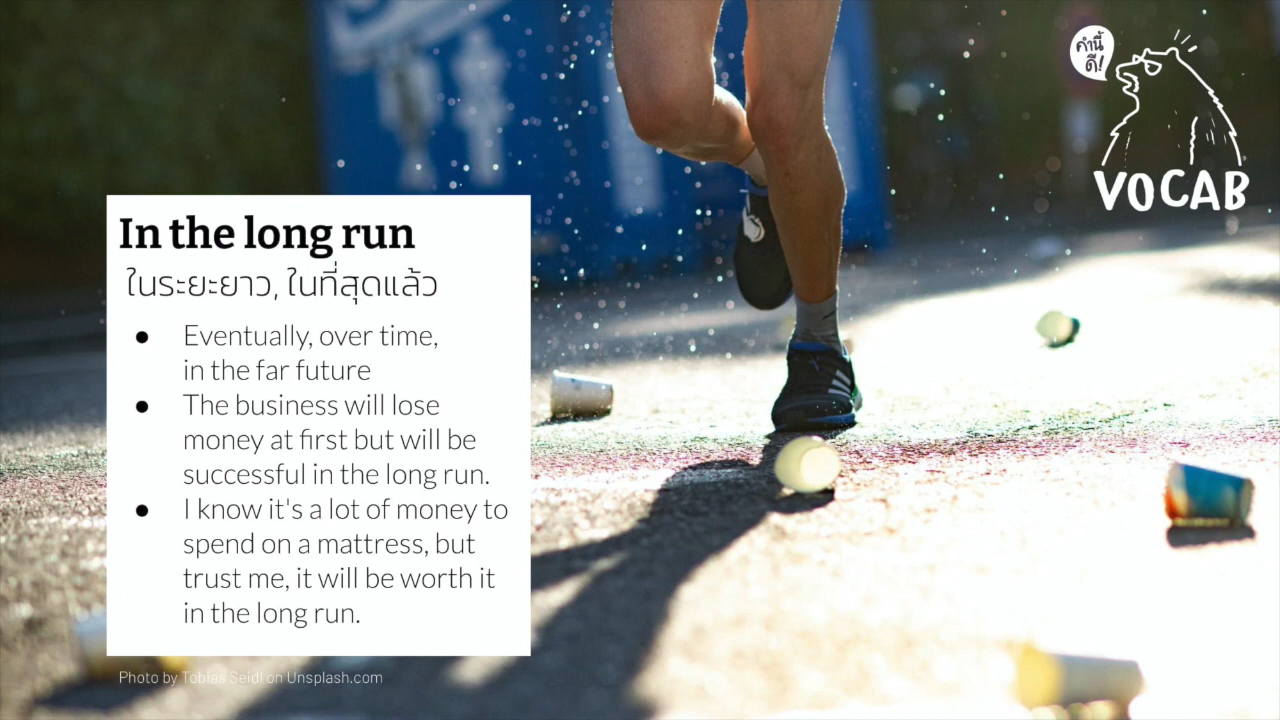 คำนี้
ดี!
VOCAB
In the long run
ในระยะยาว, ในที่สุดแล้ว
● Eventually, over time,
in the far future
● The business will lose
money at first but will be
successful in the long run.
● I know it's a lot of money to
spend on a mattress, but
trust me, it will be worth it
in the long run.
Photo by Tobias Seidl on Unsplash.com